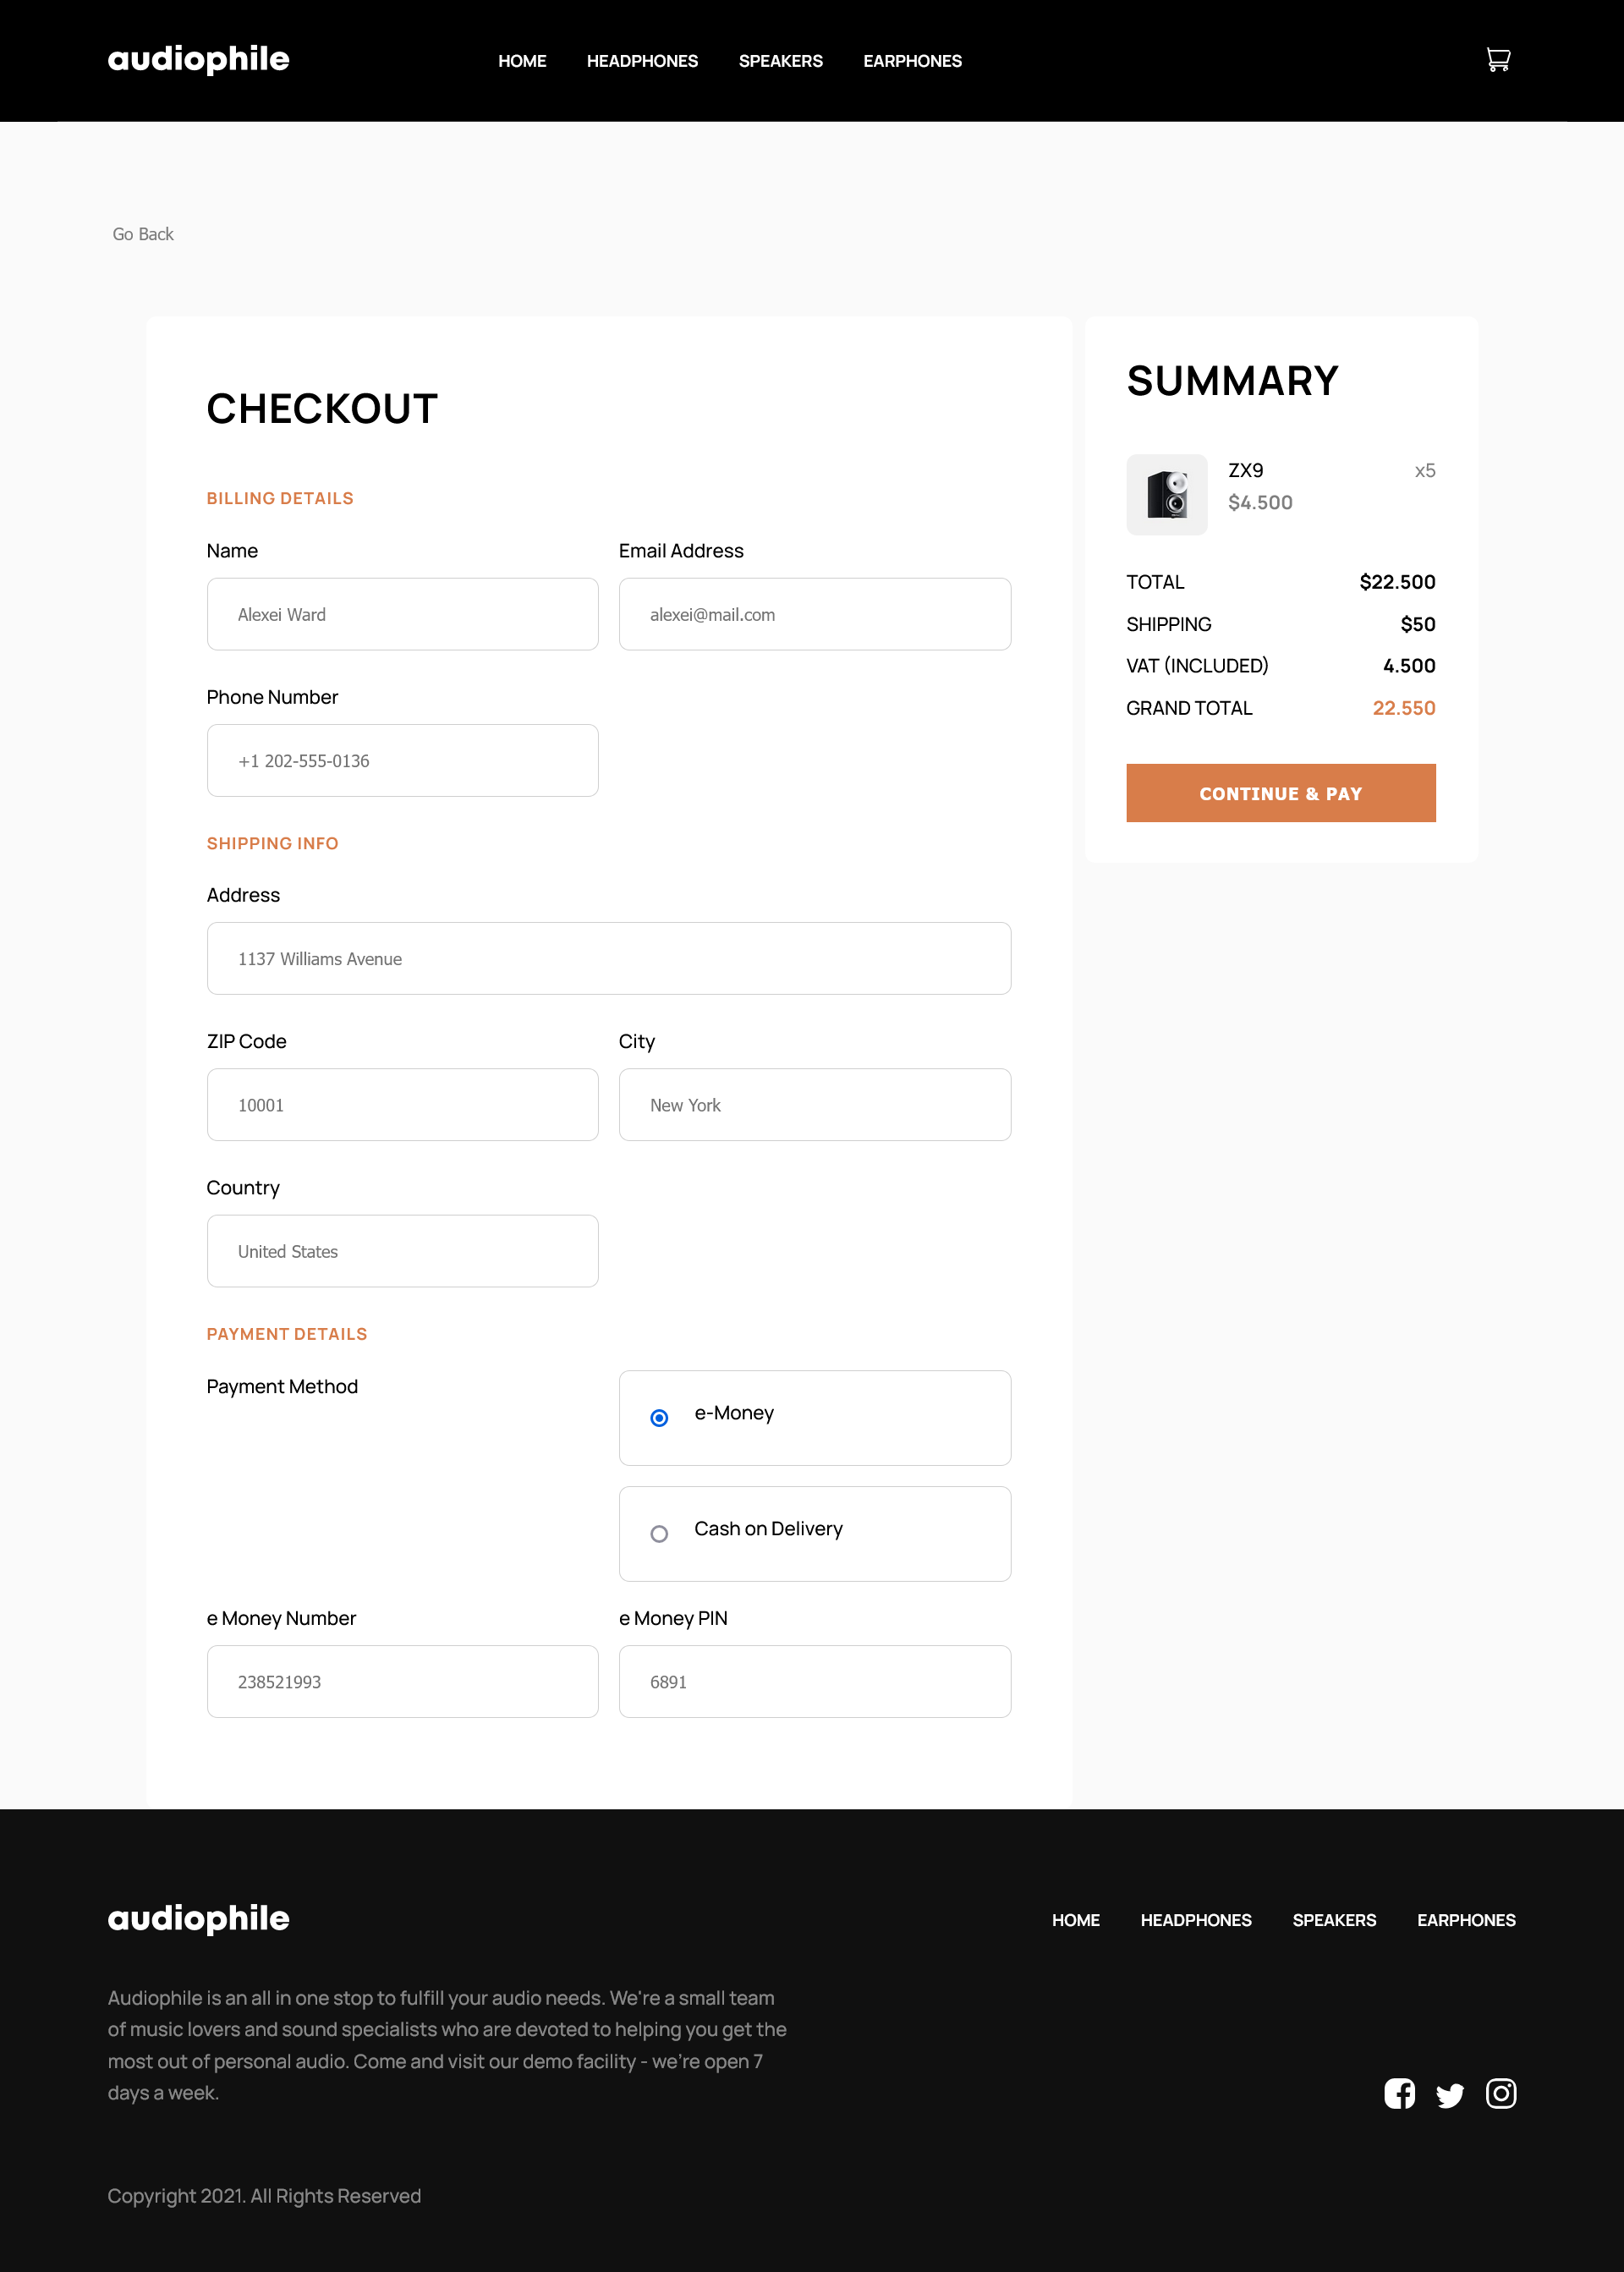 audiophile
HOME HEADPHONES SPEAKERS EARPHONES
Go Back
CHECKOUT
BILLING DETAILS
Name Email Address
Alexei Ward alexei@mail.com
Phone Number
+1 202-555-0136
SHIPPING INFO
Address
1137 Williams Avenue
ZIP Code City
10001 New York
Country
United States
PAYMENT DETAILS
Payment Method
e-Money
Cash on Delivery
e Money Number e Money PIN
238521993 6891
SUMMARY
ZX9 x5
$4.500
TOTAL $22.500
SHIPPING $50
VAT (INCLUDED) 4.500
GRAND TOTAL 22.550
CONTINUE & PAY
audiophile
HOME HEADPHONES SPEAKERS EARPHONES
Audiophile is an all in one stop to fulfill your audio needs. We're a small team
of music lovers and sound specialists who are devoted to helping you get the
most out of personal audio. Come and visit our demo facility - we're open 7
days a week.
Copyright 2021. All Rights Reserved